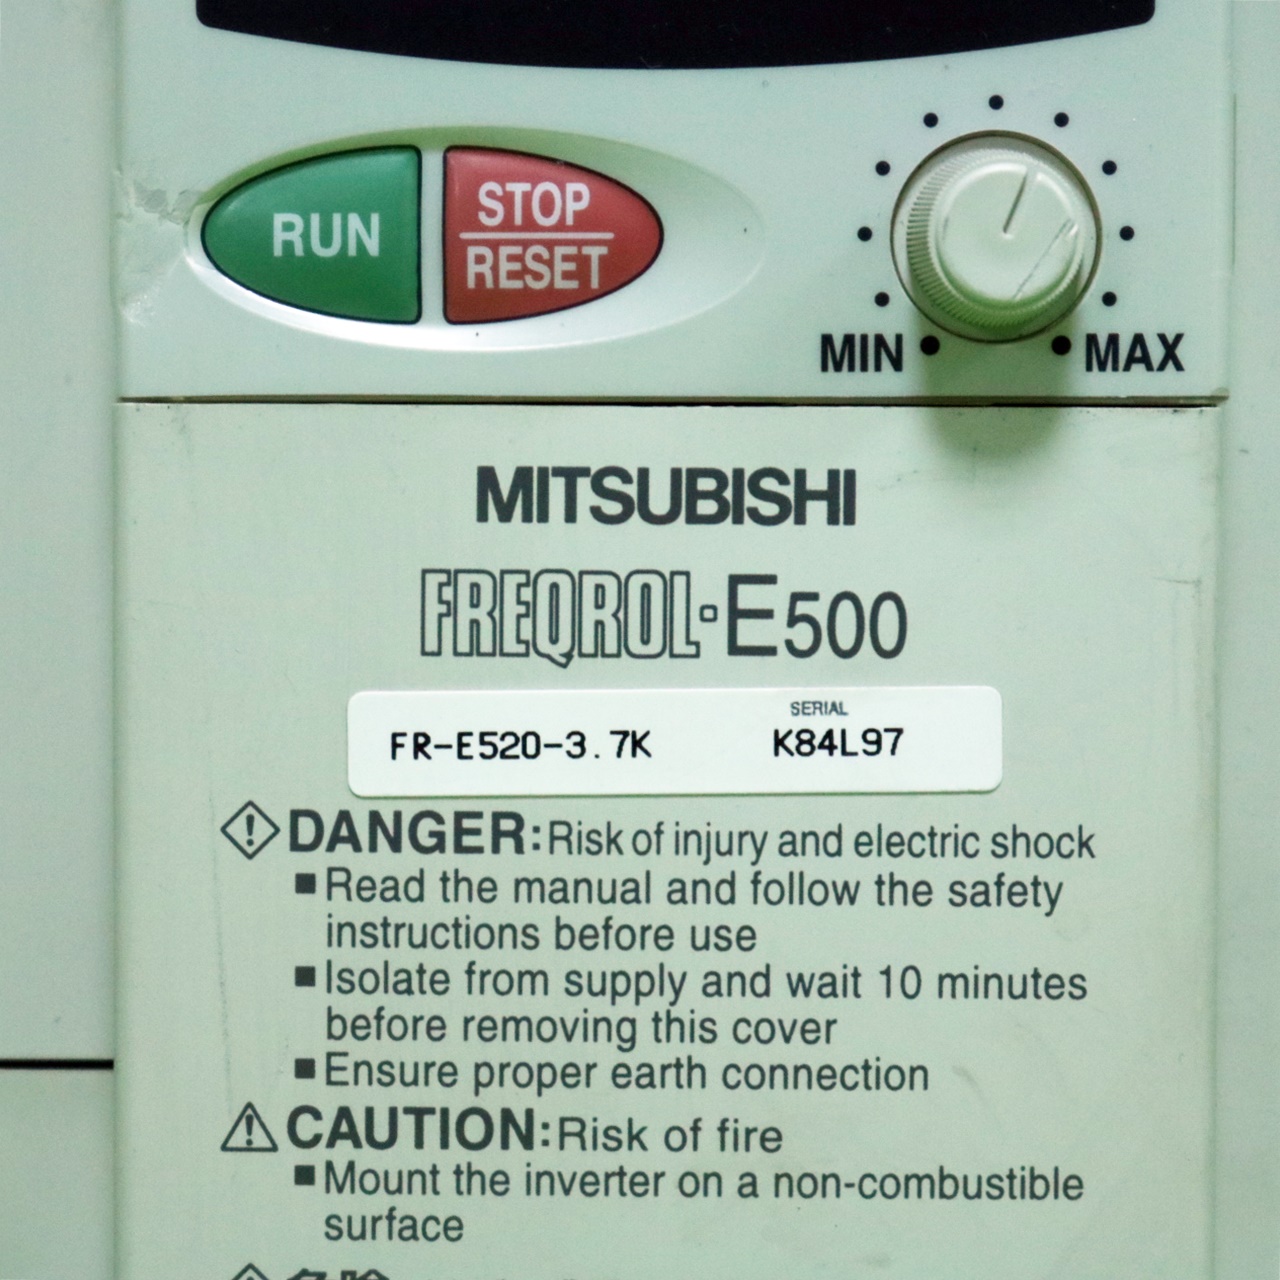 RUN
STOP
RESET
MIN MAX
MITSUBISHI
FREQROL-E500
SERIAL
FR-E520-3.7K K84L97
DANGER: Risk of injury and electric shock
■ Read the manual and follow the safety
instructions before use
■ Isolate from supply and wait 10 minutes
before removing this cover
■ Ensure proper earth connection
CAUTION: Risk of fire
■ Mount the inverter on a non-combustible
surface